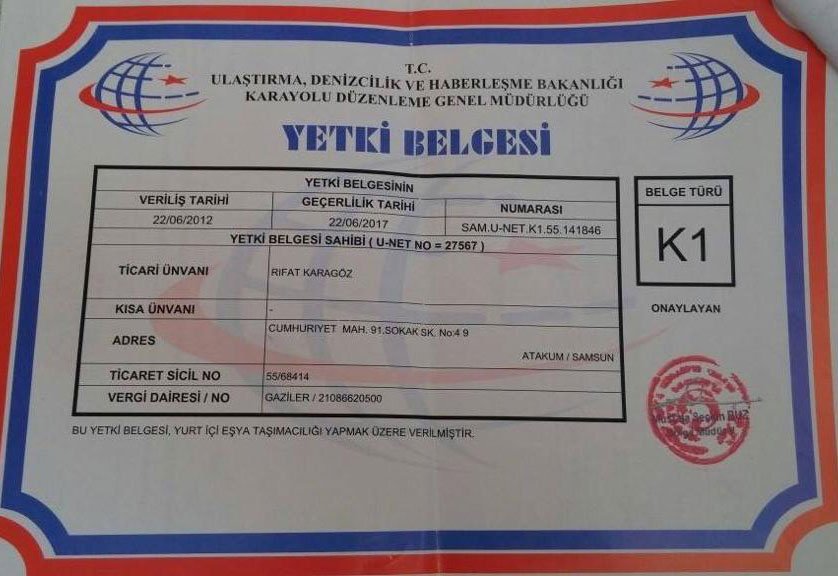 T.C.
ULAŞTIRMA, DENİZCİLİK VE HABERLEŞME BAKANLIĞI
KARAYOLU DÜZENLEME GENEL MÜDÜRLÜĞÜ
YETKİ BELGESİ
YETKİ BELGESİNİN
VERİLİŞ TARİHİ GEÇERLİLİK TARİHİ NUMARASI
22/06/2012 22/06/2017 SAM.U-NET.K1.55.141846
YETKİ BELGESİ SAHİBİ ( U-NET NO = 27567 )
TİCARİ ÜNVANI RIFAT KARAGÖZ
KISA ÜNVANI -
ADRES CUMHURİYET MAH. 91.SOKAK SK. No:4 9
ATAKUM / SAMSUN
TİCARET SİCİL NO 55/68414
VERGİ DAİRESİ / NO GAZİLER / 21086620500
BU YETKİ BELGESİ, YURT İÇİ EŞYA TAŞIMACILIĞI YAPMAK ÜZERE VERİLMİŞTİR.
BELGE TÜRÜ
K1
ONAYLAYAN